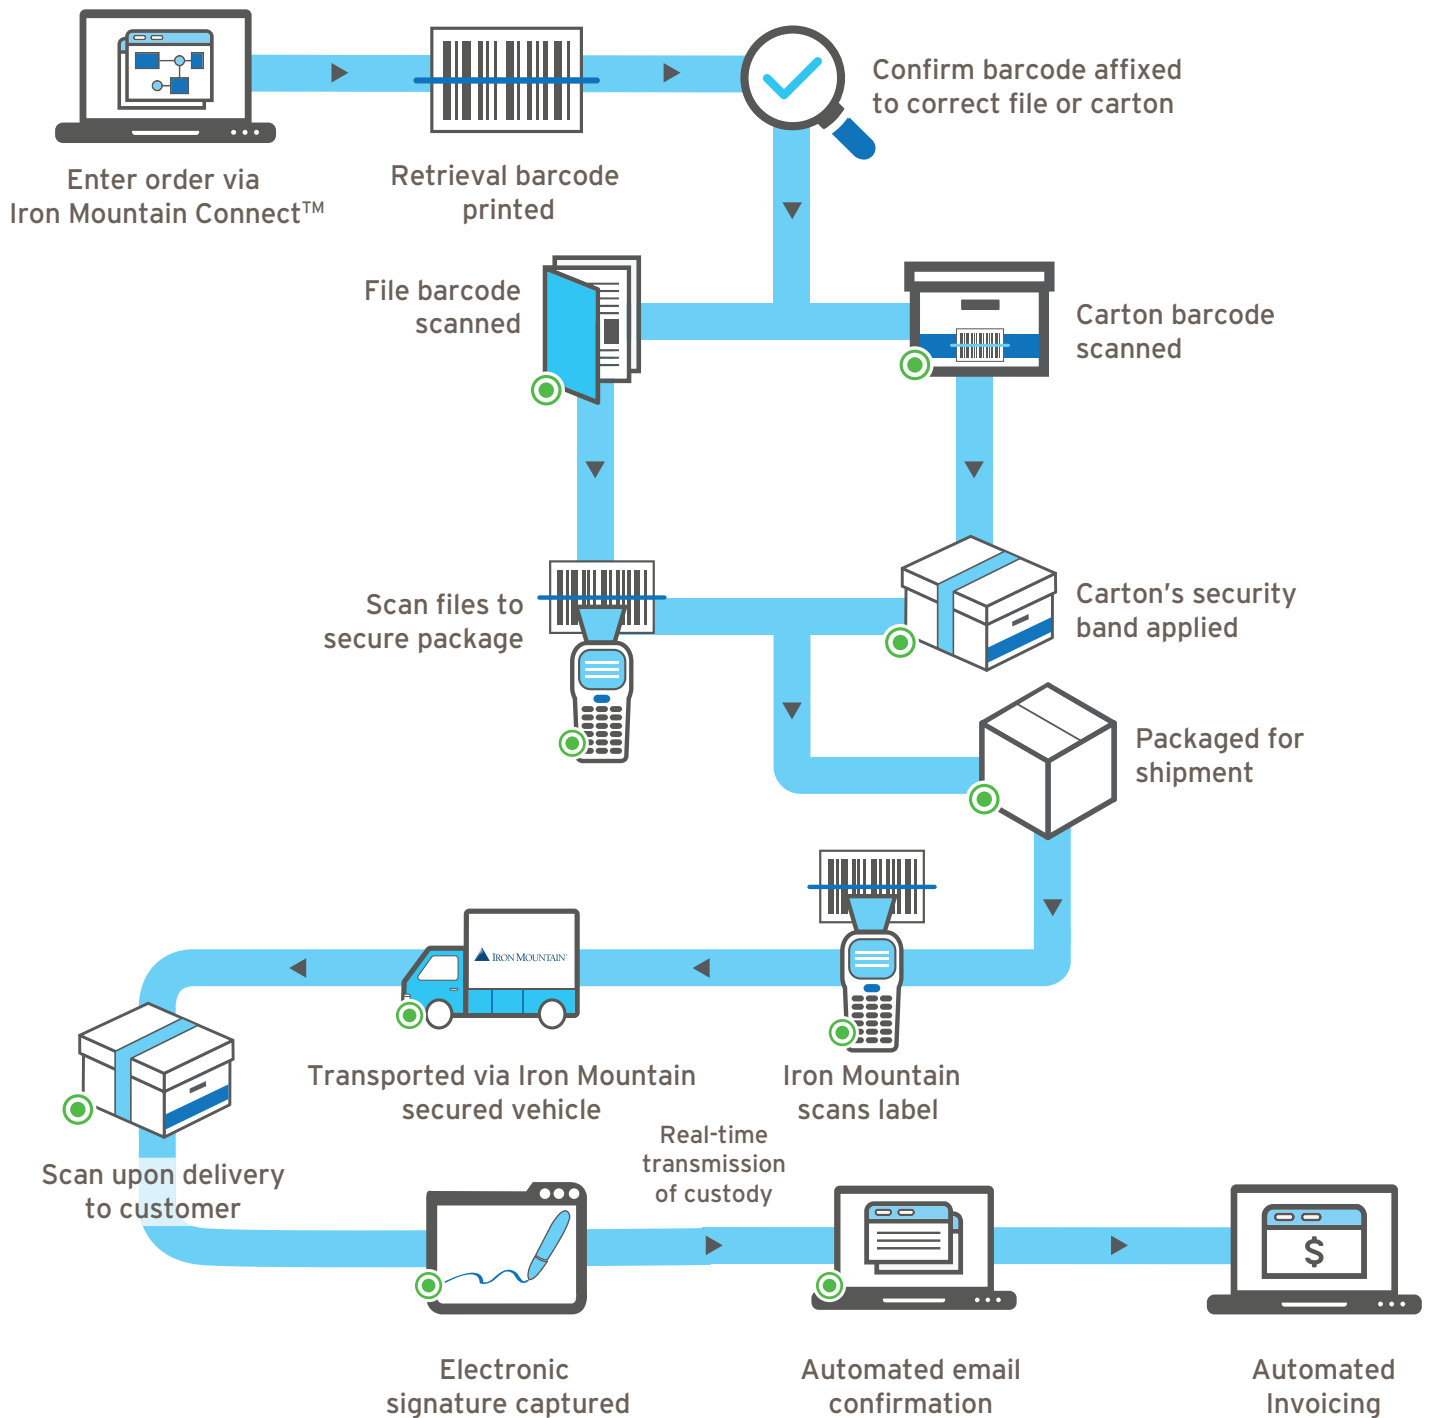 Enter order via
Iron Mountain Connect™
Retrieval barcode
printed
Confirm barcode affixed
to correct file or carton
File barcode
scanned
Carton barcode
scanned
Scan files to
secure package
Carton’s security
band applied
Packaged for
shipment
IRON MOUNTAIN®
Transported via Iron Mountain
secured vehicle
Iron Mountain
scans label
Scan upon delivery
to customer
Real-time
transmission
of custody
$
Electronic
signature captured
Automated email
confirmation
Automated
Invoicing